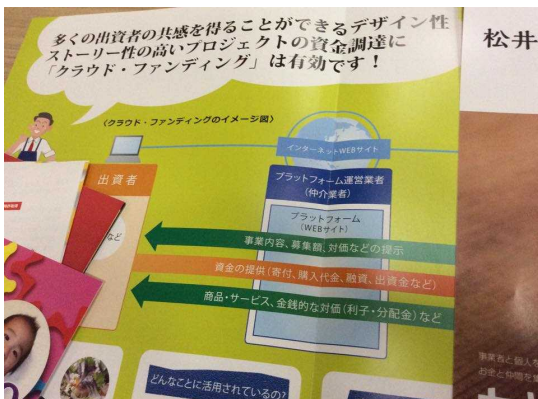 多くの出資者の共感を得ることができるデザイン性
ストーリー性の高いプロジェクトの資金調達に
「クラウド・ファンディング」は有効です！
松井
〈クラウド・ファンディングのイメージ図〉
インターネットWEBサイト
出資者
プラットフォーム運営業者
（仲介業者）
プラットフォーム
（WEBサイト）
など
事業内容、募集額、対価などの提示
資金の提供（寄付、購入代金、融資、出資金など）
商品・サービス、金銭的な対価（利子・分配金）など
どんなことに活用されているの？
事業者と個人を
お金と仲間を集